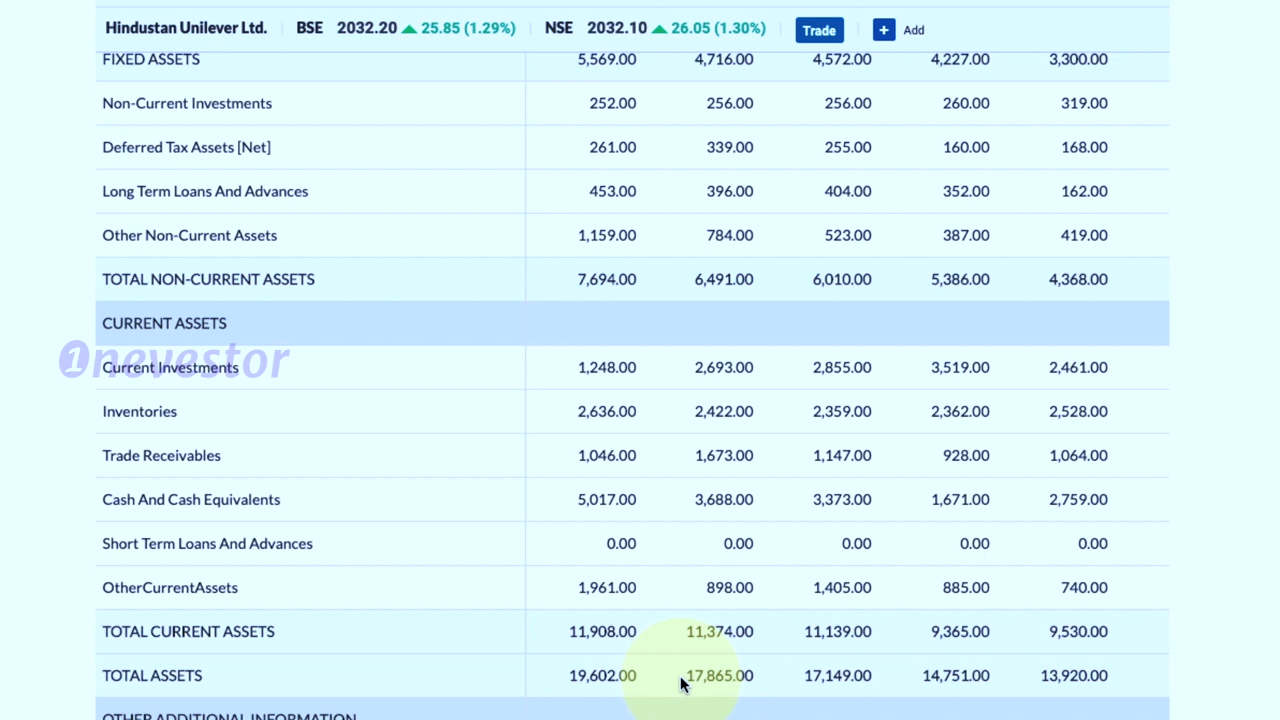 Hindustan Unilever Ltd. BSE 2032.20 25.85 (1.29%) NSE 2032.10 26.05 (1.30%) Trade + Add
FIXED ASSETS 5,569.00 4,716.00 4,572.00 4,227.00 3,300.00
Non-Current Investments 252.00 256.00 256.00 260.00 319.00
Deferred Tax Assets [Net] 261.00 339.00 255.00 160.00 168.00
Long Term Loans And Advances 453.00 396.00 404.00 352.00 162.00
Other Non-Current Assets 1,159.00 784.00 523.00 387.00 419.00
TOTAL NON-CURRENT ASSETS 7,694.00 6,491.00 6,010.00 5,386.00 4,368.00
CURRENT ASSETS
1nevestor
Current Investments 1,248.00 2,693.00 2,855.00 3,519.00 2,461.00
Inventories 2,636.00 2,422.00 2,359.00 2,362.00 2,528.00
Trade Receivables 1,046.00 1,673.00 1,147.00 928.00 1,064.00
Cash And Cash Equivalents 5,017.00 3,688.00 3,373.00 1,671.00 2,759.00
Short Term Loans And Advances 0.00 0.00 0.00 0.00 0.00
OtherCurrentAssets 1,961.00 898.00 1,405.00 885.00 740.00
TOTAL CURRENT ASSETS 11,908.00 11,374.00 11,139.00 9,365.00 9,530.00
TOTAL ASSETS 19,602.00 17,865.00 17,149.00 14,751.00 13,920.00
OTHER ADDITIONAL INFORMATION